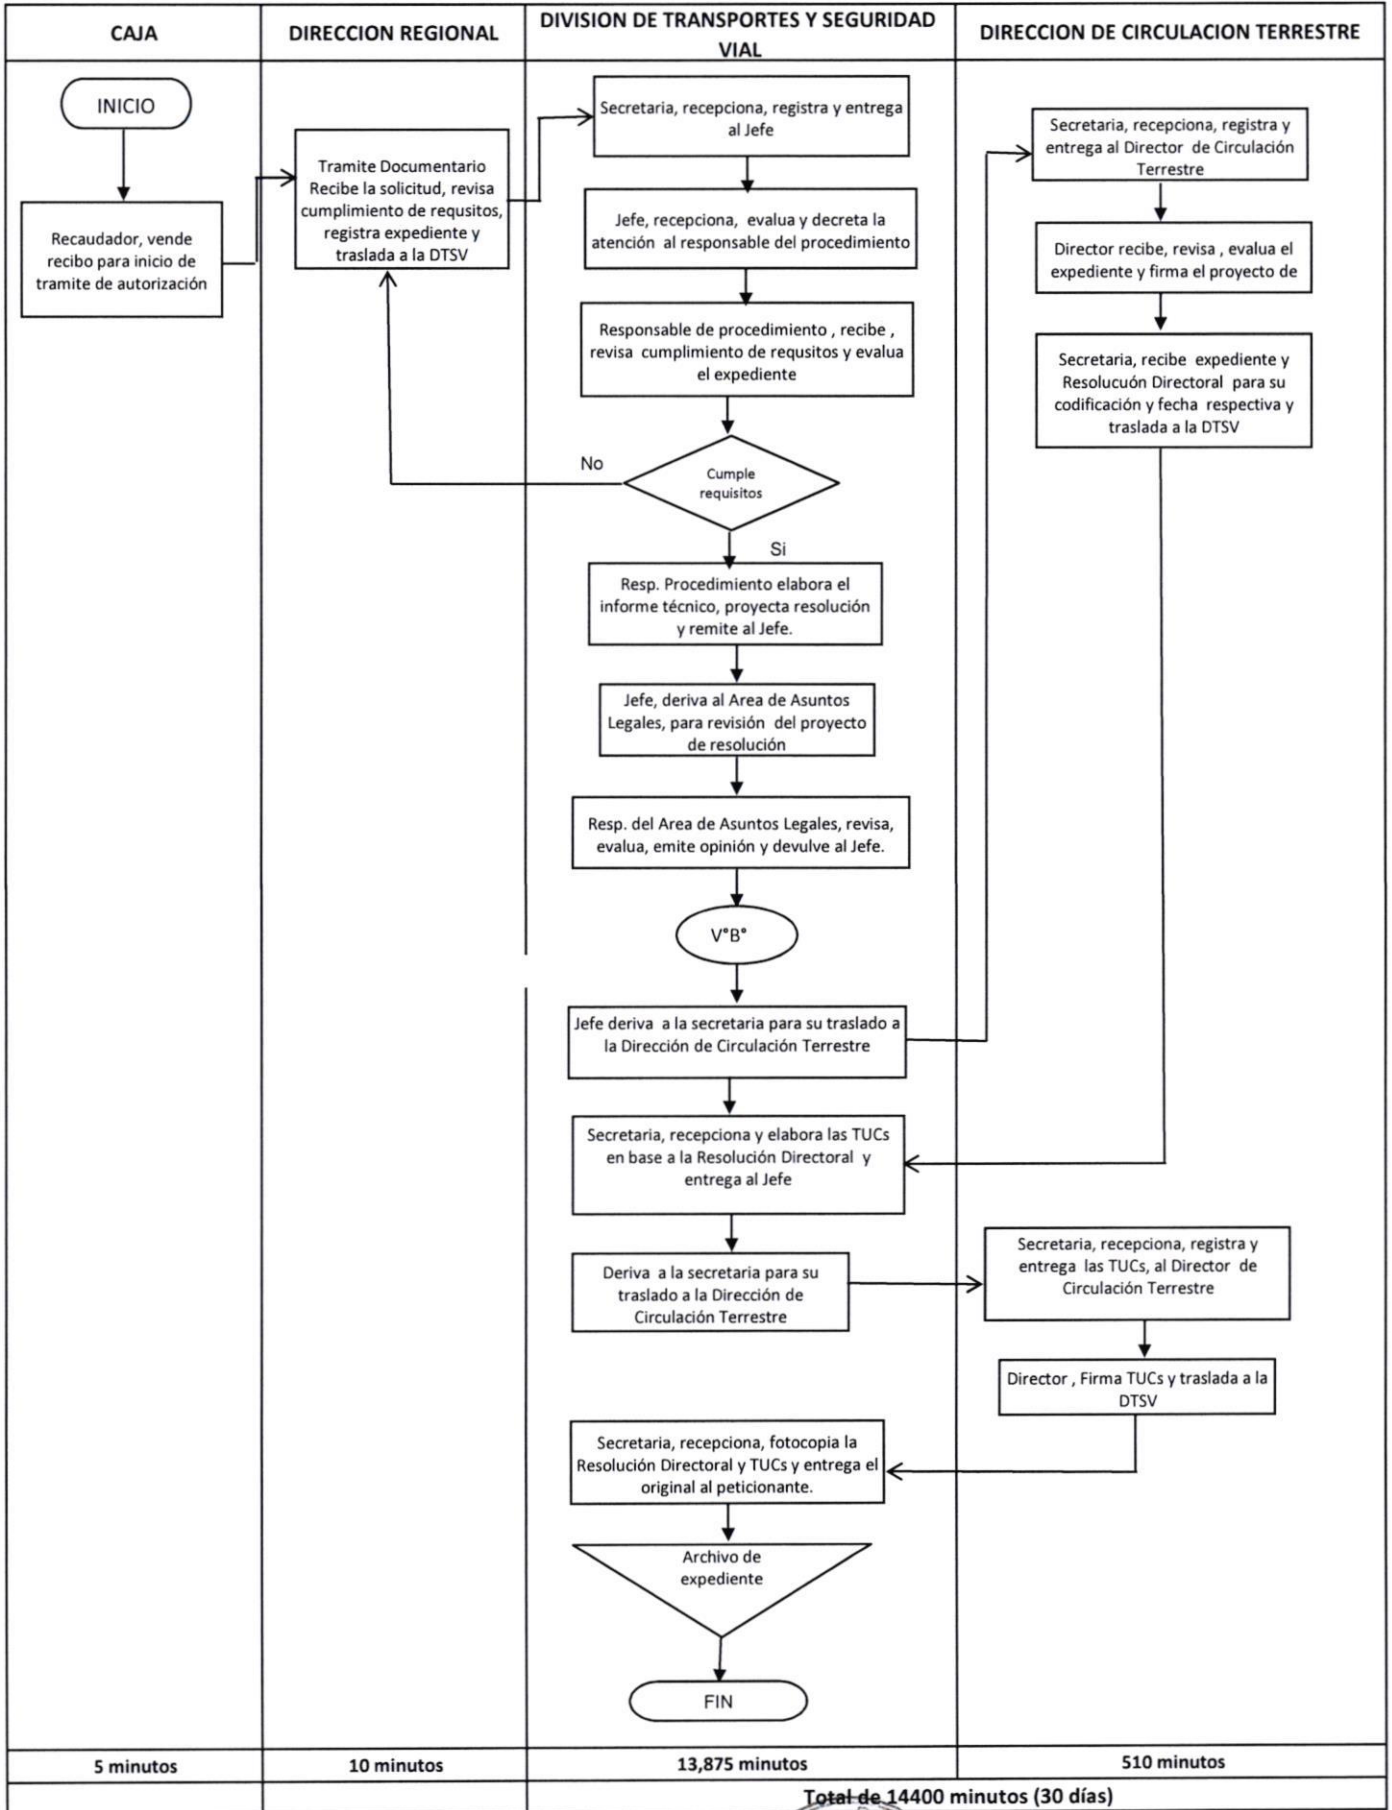 CAJA
DIRECCION REGIONAL
DIVISION DE TRANSPORTES Y SEGURIDAD
VIAL
DIRECCION DE CIRCULACION TERRESTRE
INICIO
Recaudador, vende
recibo para inicio de
tramite de autorización
Tramite Documentario
Recibe la solicitud, revisa
cumplimiento de requsitos,
registra expediente y
traslada a la DTSV
Secretaria, recepciona, registra y entrega
al Jefe
Jefe, recepciona, evalua y decreta la
atención al responsable del procedimiento
Responsable de procedimiento , recibe ,
revisa cumplimiento de requsitos y evalua
el expediente
Cumple
requisitos
No
Si
Resp. Procedimiento elabora el
informe técnico, proyecta resolución
y remite al Jefe.
Jefe, deriva al Area de Asuntos
Legales, para revisión del proyecto
de resolución
Resp. del Area de Asuntos Legales, revisa,
evalua, emite opinión y devulve al Jefe.
V°B°
Jefe deriva a la secretaria para su traslado a
la Dirección de Circulación Terrestre
Secretaria, recepciona, registra y
entrega al Director de Circulación
Terrestre
Director recibe, revisa , evalua el
expediente y firma el proyecto de
Secretaria, recibe expediente y
Resolucuón Directoral para su
codificación y fecha respectiva y
traslada a la DTSV
Secretaria, recepciona y elabora las TUCs
en base a la Resolución Directoral y
entrega al Jefe
Deriva a la secretaria para su
traslado a la Dirección de
Circulación Terrestre
Secretaria, recepciona, registra y
entrega las TUCs, al Director de
Circulación Terrestre
Director , Firma TUCs y traslada a la
DTSV
Secretaria, recepciona, fotocopia la
Resolución Directoral y TUCs y entrega el
original al peticionante.
Archivo de
expediente
FIN
5 minutos
10 minutos
13,875 minutos
510 minutos
Total de 14400 minutos (30 días)